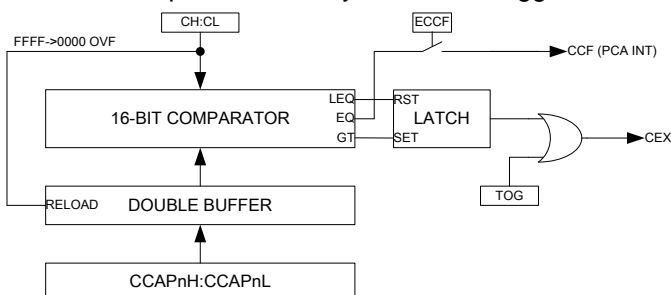 CH:CL
ECCF
FFFF->0000 OVF
CCF (PCA INT)
LEQ
RST
16-BIT COMPARATOR
EQ
LATCH
GT
SET
CEX
TOG
RELOAD
DOUBLE BUFFER
CCAPnH:CCAPnL